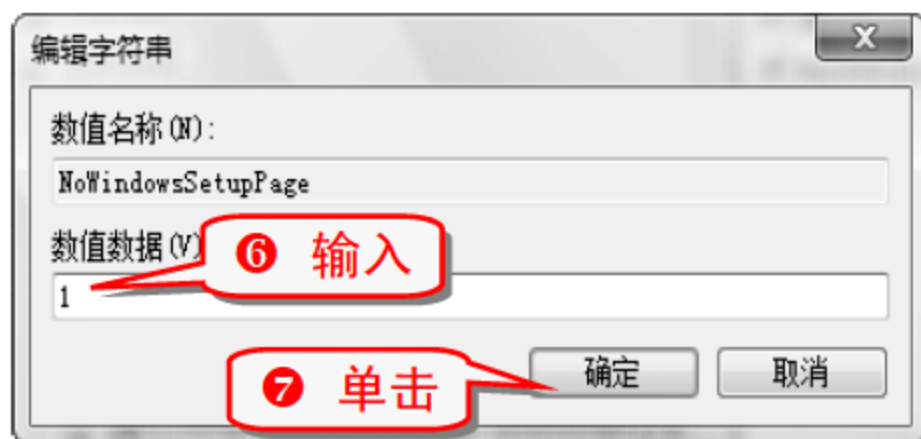 编辑字符串
数值名称(N):
NoWindowsSetupPage
数值数据(V)
❻ 输入
1
确定
取消
❼ 单击